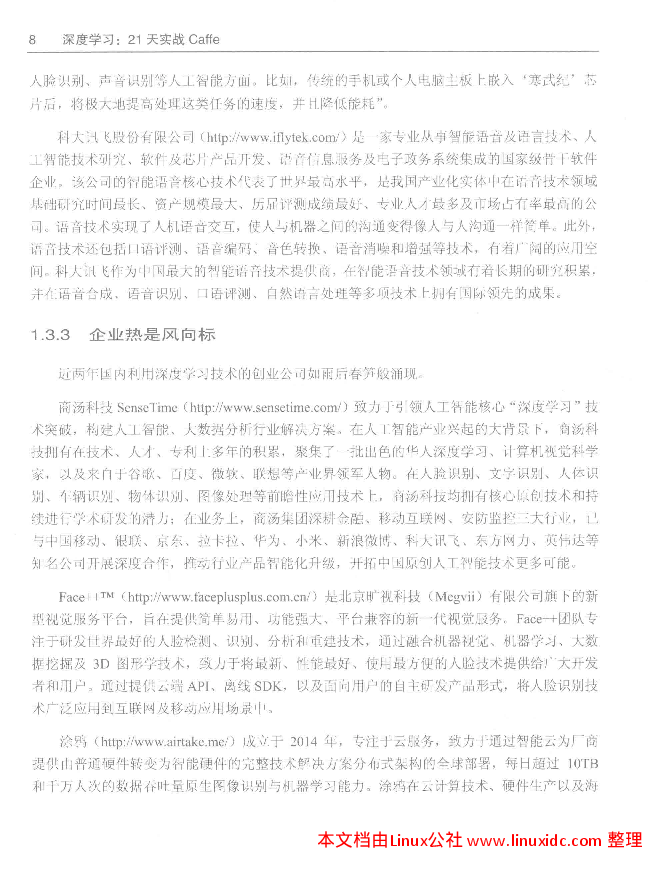 8 深度学习：21 天实战 Caffe
人脸识别、声音识别等人工智能方面。比如，传统的手机或个人电脑主板上嵌入‘寒武纪’芯
片后，将极大地提高处理这类任务的速度，并且降低能耗”。
科大讯飞股份有限公司（http://www.iflytek.com/）是一家专业从事智能语音及语言技术、人
工智能技术研究、软件及芯片产品开发、语音信息服务及电子政务系统集成的国家级骨干软件
企业。该公司的智能语音核心技术代表了世界最高水平，是我国产业化实体中在语音技术领域
基础研究时间最长、资产规模最大、历届评测成绩最好、专业人才最多及市场占有率最高的公
司。语音技术实现了人机语音交互，使人与机器之间的沟通变得像人与人沟通一样简单。此外，
语音技术还包括口语评测、语音编码、音色转换、语音消噪和增强等技术，有着广阔的应用空
间。科大讯飞作为中国最大的智能语音技术提供商，在智能语音技术领域有着长期的研究积累，
并在语音合成、语音识别、口语评测、自然语言处理等多项技术上拥有国际领先的成果。
1.3.3 企业热是风向标
近两年国内利用深度学习技术的创业公司如雨后春笋般涌现。
商汤科技 SenseTime（http://www.sensetime.com/）致力于引领人工智能核心“深度学习”技
术突破，构建人工智能、大数据分析行业解决方案。在人工智能产业兴起的大背景下，商汤科
技拥有在技术、人才、专利上多年的积累，聚集了一批出色的华人深度学习、计算机视觉科学
家，以及来自于谷歌、百度、微软、联想等产业界领军人物。在人脸识别、文字识别、人体识
别、车辆识别、物体识别、图像处理等前瞻性应用技术上，商汤科技均拥有核心原创技术和持
续进行学术研发的潜力；在业务上，商汤集团深耕金融、移动互联网、安防监控三大行业，已
与中国移动、银联、京东、拉卡拉、华为、小米、新浪微博、科大讯飞、东方网力、英伟达等
知名公司开展深度合作，推动行业产品智能化升级，开拓中国原创人工智能技术更多可能。
Face++™（http://www.faceplusplus.com.cn/）是北京旷视科技（Megvii）有限公司旗下的新
型视觉服务平台，旨在提供简单易用、功能强大、平台兼容的新一代视觉服务。Face++团队专
注于研发世界最好的人脸检测、识别、分析和重建技术，通过融合机器视觉、机器学习、大数
据挖掘及 3D 图形学技术，致力于将最新、性能最好、使用最方便的人脸技术提供给广大开发
者和用户。通过提供云端 API、离线 SDK，以及面向用户的自主研发产品形式，将人脸识别技
术广泛应用到互联网及移动应用场景中。
涂鸦（http://www.airtake.me/）成立于 2014 年，专注于云服务，致力于通过智能云为厂商
提供由普通硬件转变为智能硬件的完整技术解决方案分布式架构的全球部署，每日超过 10TB
和千万人次的数据吞吐量原生图像识别与机器学习能力。涂鸦在云计算技术、硬件生产以及海
本文档由Linux公社 www.linuxidc.com 整理